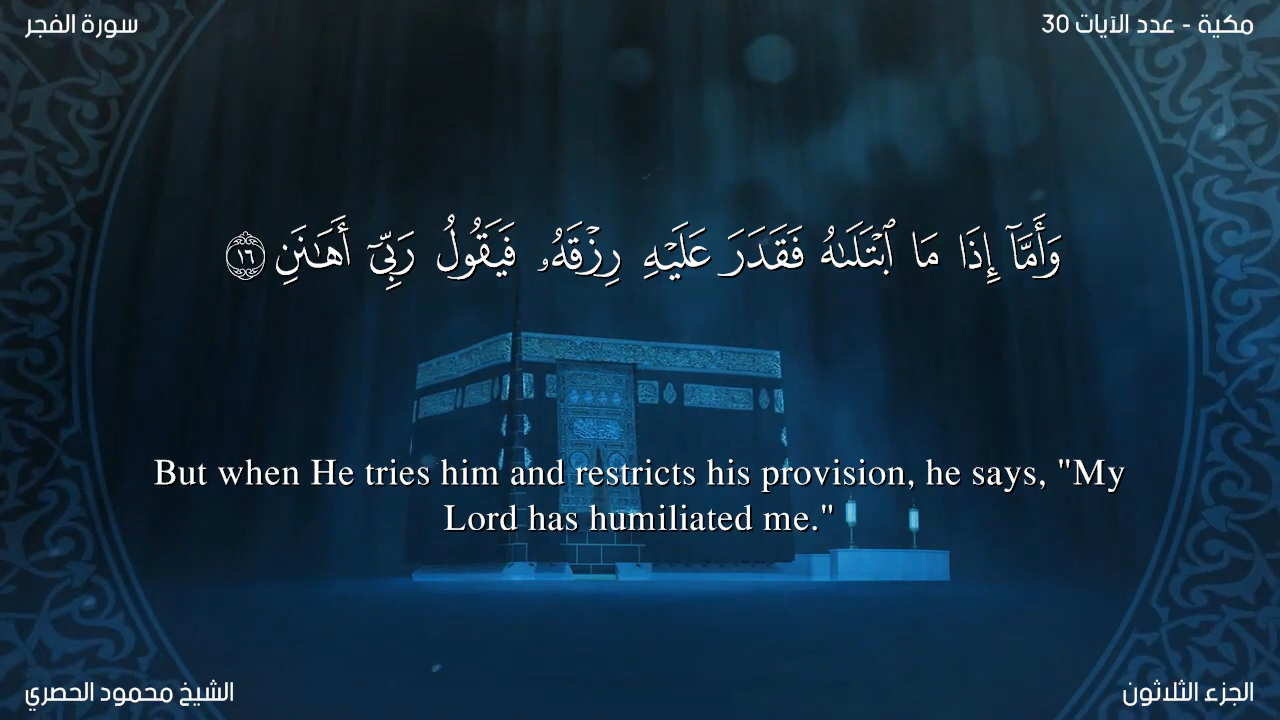 سورة الفجر
مكية - عدد الآيات 30
وَأَمَّآ إِذَا مَا ٱبْتَلَىٰهُ فَقَدَرَ عَلَيْهِ رِزْقَهُۥ فَيَقُولُ رَبِّىٓ أَهَـٰنَنِ ١٦
But when He tries him and restricts his provision, he says, "My
Lord has humiliated me."
الشيخ محمود الحصري
الجزء الثلاثون